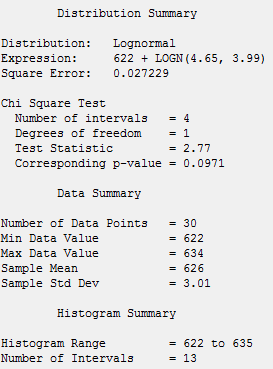 Distribution Summary
Distribution: Lognormal
Expression: 622 + LOGN(4.65, 3.99)
Square Error: 0.027229
Chi Square Test
Number of intervals = 4
Degrees of freedom = 1
Test Statistic = 2.77
Corresponding p-value = 0.0971
Data Summary
Number of Data Points = 30
Min Data Value = 622
Max Data Value = 634
Sample Mean = 626
Sample Std Dev = 3.01
Histogram Summary
Histogram Range = 622 to 635
Number of Intervals = 13